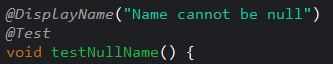 @DisplayName("Name cannot be null")
@Test
void testNullName() {